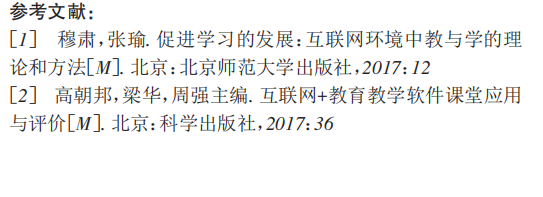 参考文献:
[1] 穆肃,张瑜. 促进学习的发展:互联网环境中教与学的理
论和方法[M]. 北京:北京师范大学出版社,2017:12
[2] 高朝邦,梁华,周强主编. 互联网+教育教学软件课堂应用
与评价[M]. 北京:科学出版社,2017:36